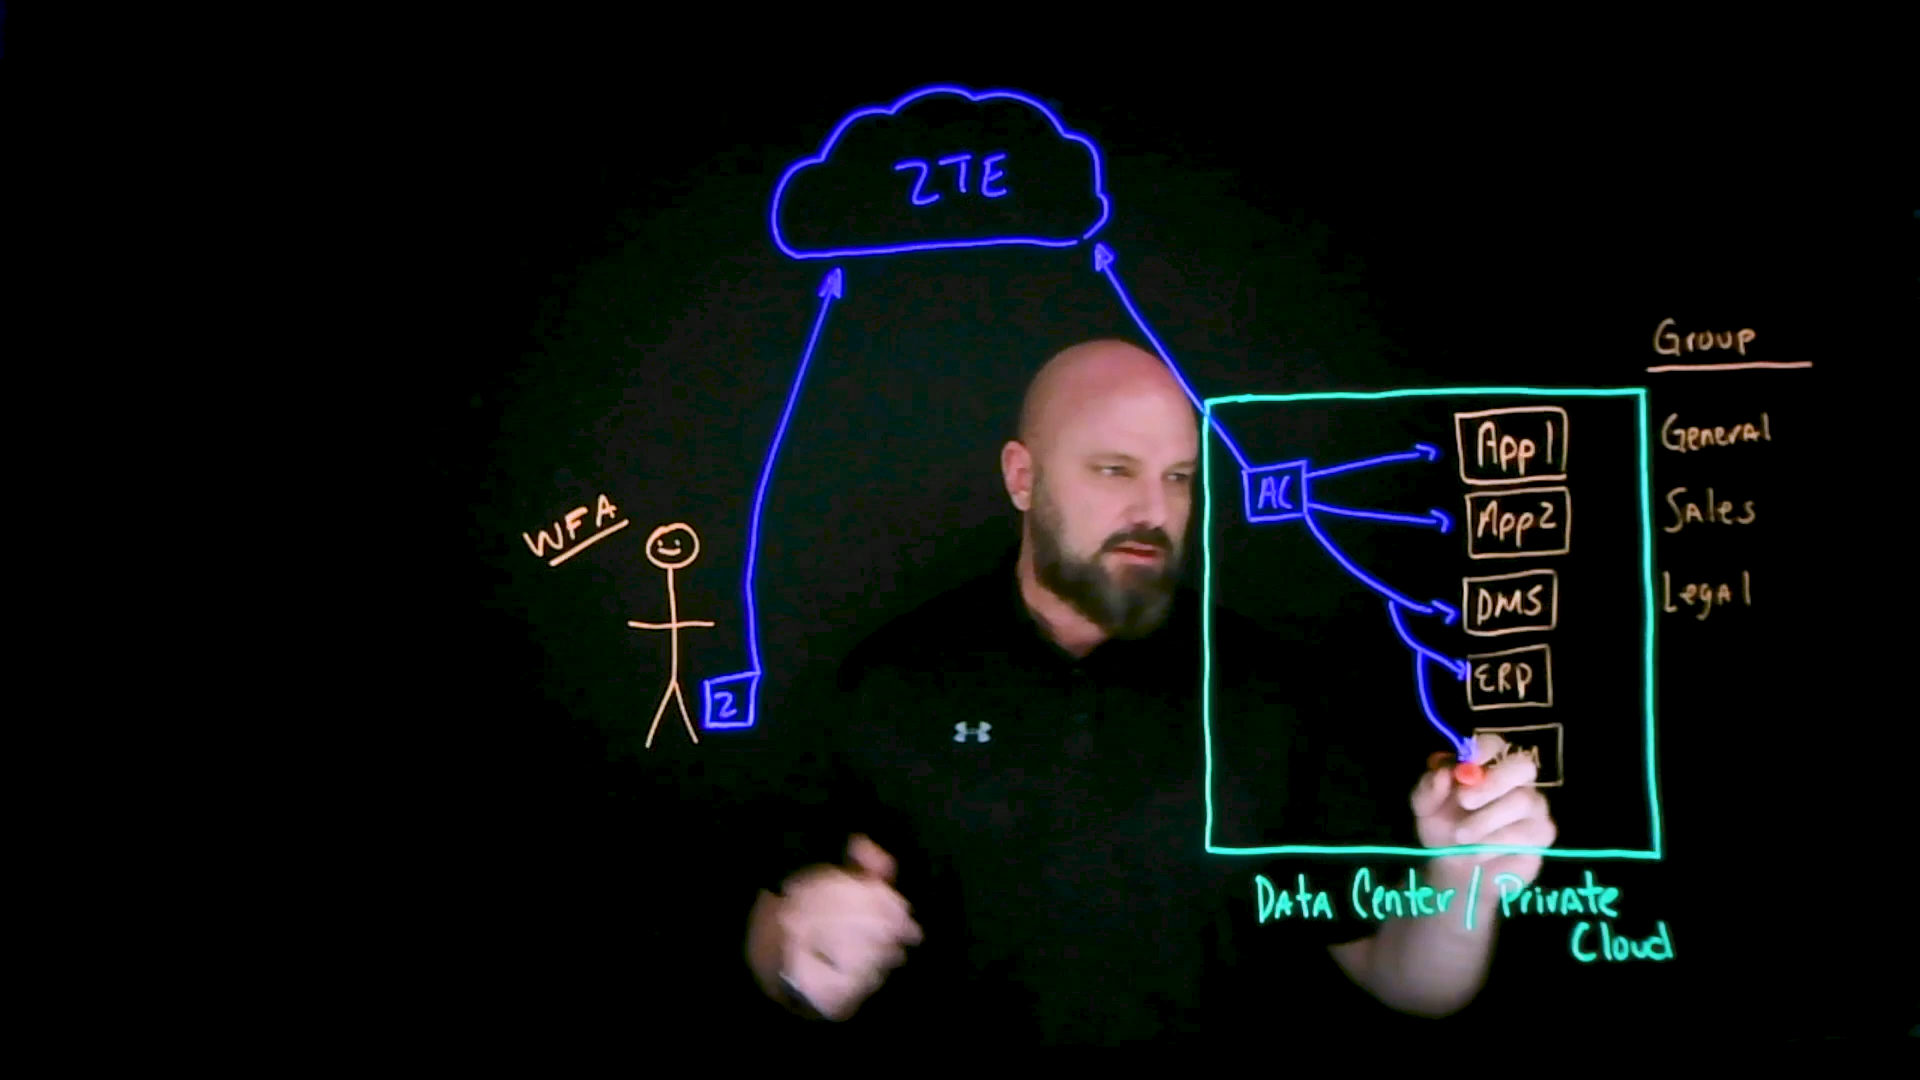 ZTE
Group
General
Sales
Legal
App1
App2
DMS
ERP
AC
WFA
Z
Data Center / Private
Cloud